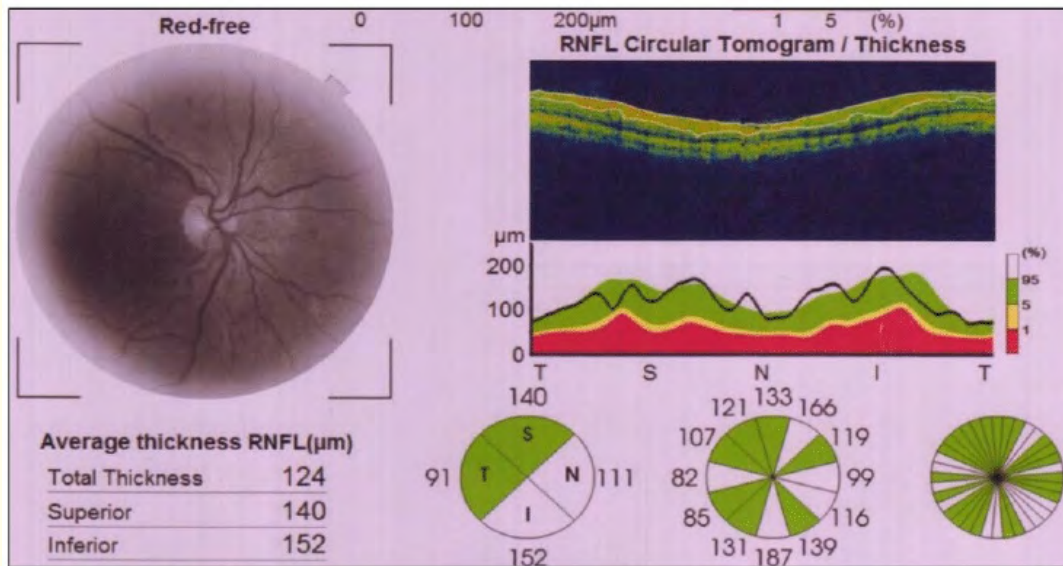 Red-free
0 100 200µm 1 5 (%)
RNFL Circular Tomogram / Thickness
µm
200
100
0
(%)
95
5
1
T S N I T
Average thickness RNFL(µm)
Total Thickness 124
Superior 140
Inferior 152
140
S
91 T N 111
I
152
133
121 166
107 119
82 99
85 116
131 139
187